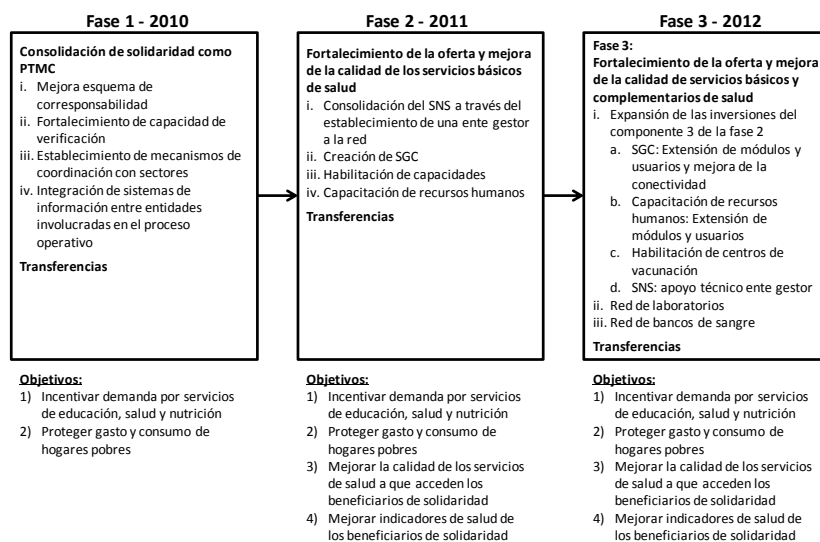 Fase 1 - 2010
Consolidación de solidaridad como
PTMC
i. Mejora esquema de
corresponsabilidad
ii. Fortalecimiento de capacidad de
verificación
iii. Establecimiento de mecanismos de
coordinación con sectores
iv. Integración de sistemas de
información entre entidades
involucradas en el proceso
operativo
Transferencias
Objetivos:
1) Incentivar demanda por servicios
de educación, salud y nutrición
2) Proteger gasto y consumo de
hogares pobres
Fase 2 - 2011
Fortalecimiento de la oferta y mejora
de la calidad de los servicios básicos
de salud
i. Consolidación del SNS a través del
establecimiento de una ente gestor
a la red
ii. Creación de SGC
iii. Habilitación de capacidades
iv. Capacitación de recursos humanos
Transferencias
Objetivos:
1) Incentivar demanda por servicios
de educación, salud y nutrición
2) Proteger gasto y consumo de
hogares pobres
3) Mejorar la calidad de los servicios
de salud a que acceden los
beneficiarios de solidaridad
4) Mejorar indicadores de salud de
los beneficiarios de solidaridad
Fase 3 - 2012
Fase 3:
Fortalecimiento de la oferta y mejora
de la calidad de servicios básicos y
complementarios de salud
i. Expansión de las inversiones del
componente 3 de la fase 2
a. SGC: Extensión de módulos y
usuarios y mejora de la
conectividad
b. Capacitación de recursos
humanos: Extensión de
módulos y usuarios
c. Habilitación de centros de
vacunación
d. SNS: apoyo técnico ente gestor
ii. Red de laboratorios
iii. Red de bancos de sangre
Transferencias
Objetivos:
1) Incentivar demanda por servicios
de educación, salud y nutrición
2) Proteger gasto y consumo de
hogares pobres
3) Mejorar la calidad de los servicios
de salud a que acceden los
beneficiarios de solidaridad
4) Mejorar indicadores de salud de
los beneficiarios de solidaridad